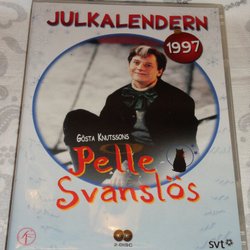 JULKALENDERN
1997
GÖSTA KNUTSSONS
Pelle
Svanslös
2-DISC
svt